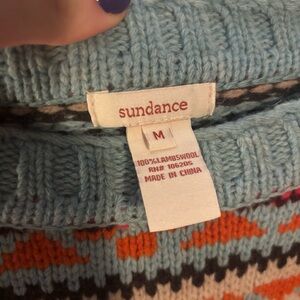 sundance
M
100%LAMBSWOOL
RN# 106205
MADE IN CHINA